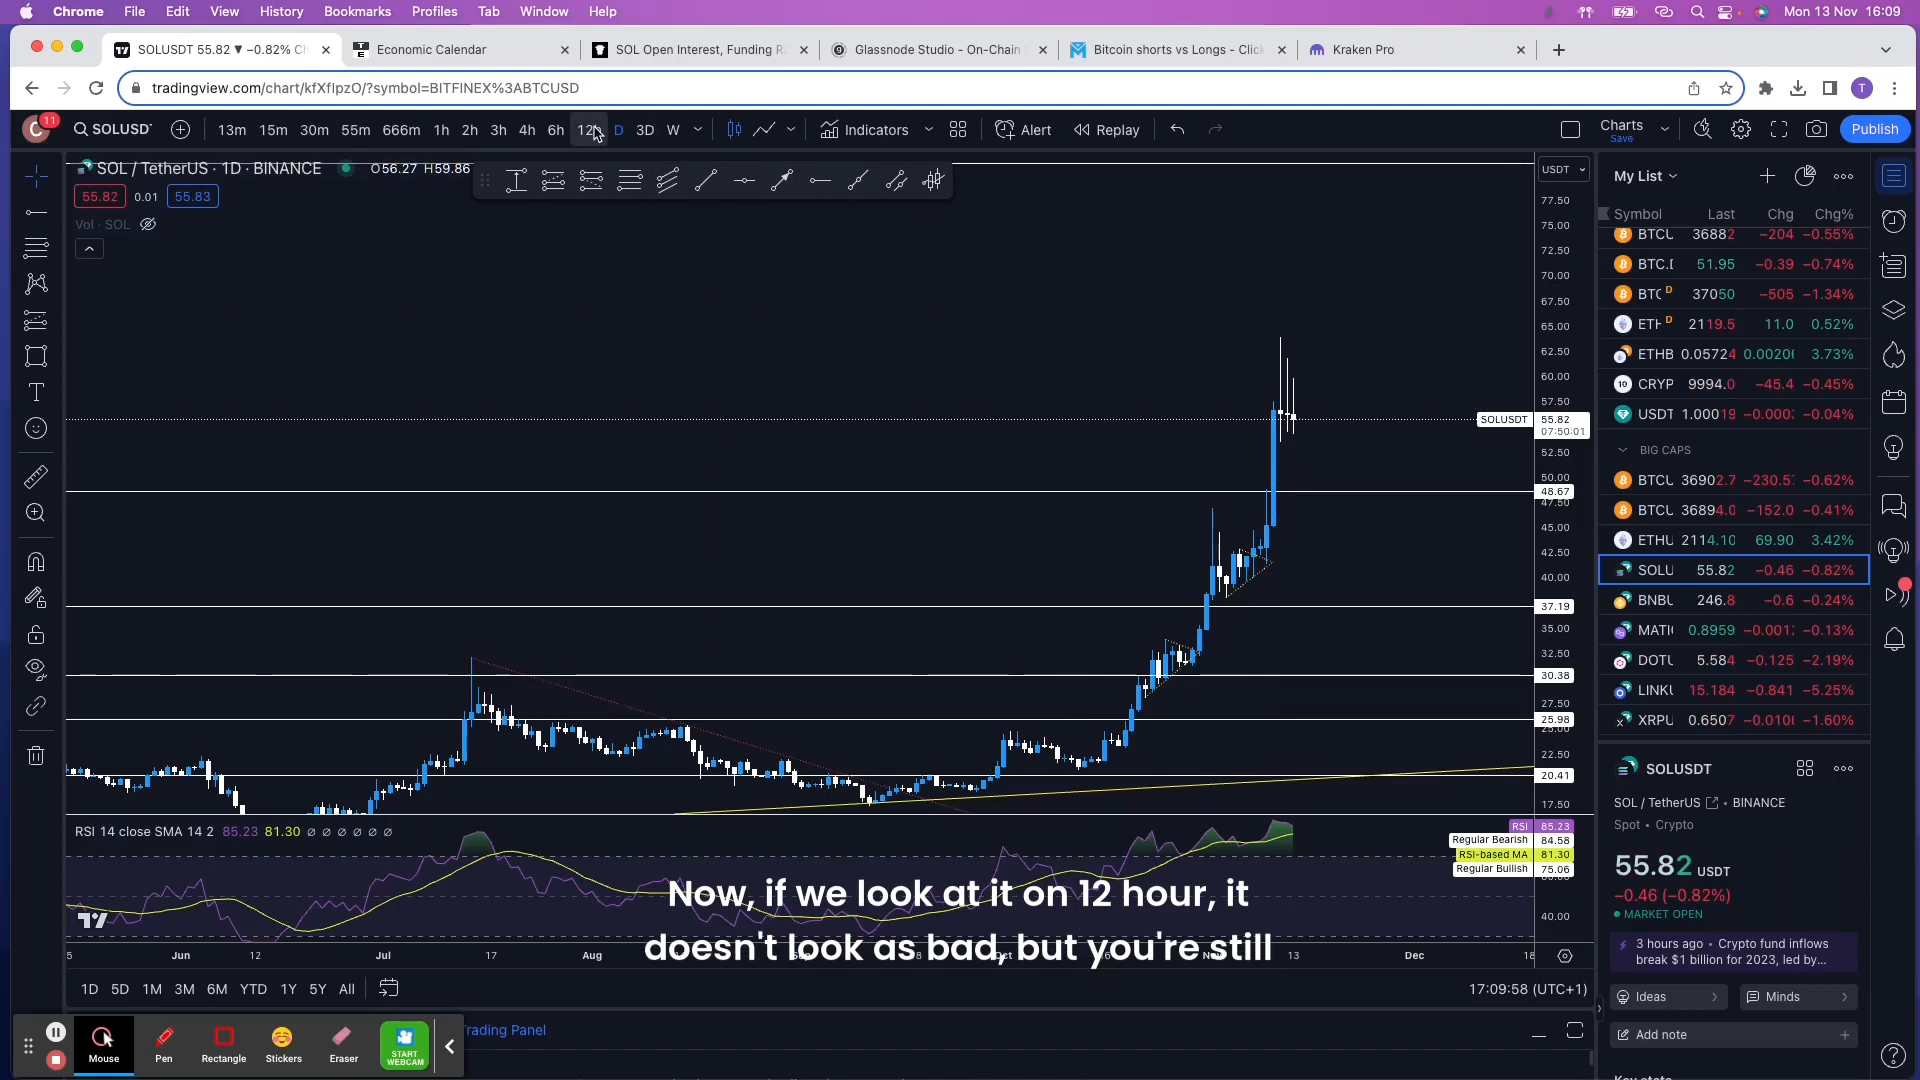 Chrome File Edit View History Bookmarks Profiles Tab Window Help
Mon 13 Nov 16:09
SOLUSDT 55.82 ▼ −0.82% C
Economic Calendar
SOL Open Interest, Funding R
Glassnode Studio - On-Chain
Bitcoin shorts vs Longs - Click
Kraken Pro
tradingview.com/chart/kfXfIpzO/?symbol=BITFINEX%3ABTCUSD
T
C 11
SOLUSD
13m 15m 30m 55m 666m 1h 2h 3h 4h 6h 12h D 3D W
Indicators
Alert
Replay
Charts
Save
Publish
SOL / TetherUS · 1D · BINANCE
O56.27 H59.86
55.82 0.01 55.83
Vol · SOL
USDT
77.50
75.00
72.50
70.00
67.50
65.00
62.50
60.00
57.50
SOLUSDT 55.82
07:50:01
52.50
50.00
48.67
47.50
45.00
42.50
40.00
37.19
35.00
32.50
30.38
27.50
25.98
25.00
22.50
20.41
17.50
RSI 14 close SMA 14 2 85.23 81.30 ∅ ∅ ∅ ∅ ∅ ∅
RSI 85.23
Regular Bearish 84.58
RSI-based MA 81.30
Regular Bullish 75.06
40.00
Now, if we look at it on 12 hour, it
doesn't look as bad, but you're still
5 Jun 12 Jul 17 Aug 13 Dec 18
1D 5D 1M 3M 6M YTD 1Y 5Y All
17:09:58 (UTC+1)
rading Panel
Mouse
Pen
Rectangle
Stickers
Eraser
START
WEBCAM
My List
Symbol Last Chg Chg%
BTCU 36882 −204 −0.55%
BTC.D 51.95 −0.39 −0.74%
BTC D 37050 −505 −1.34%
ETH D 2119.5 11.0 0.52%
ETHB 0.05724 0.00206 3.73%
CRYP 9994.0 −45.4 −0.45%
USDT 1.00019 −0.000 −0.04%
BIG CAPS
BTCU 36902.7 −230.5 −0.62%
BTCU 36894.0 −152.0 −0.41%
ETHU 2114.10 69.90 3.42%
SOLU 55.82 −0.46 −0.82%
BNBU 246.8 −0.6 −0.24%
MATI 0.8959 −0.001 −0.13%
DOTU 5.584 −0.125 −2.19%
LINKU 15.184 −0.841 −5.25%
XRPU 0.6507 −0.0106 −1.60%
SOLUSDT
SOL / TetherUS • BINANCE
Spot • Crypto
55.82 USDT
−0.46 (−0.82%)
MARKET OPEN
3 hours ago • Crypto fund inflows
break $1 billion for 2023, led by...
Ideas
Minds
Add note